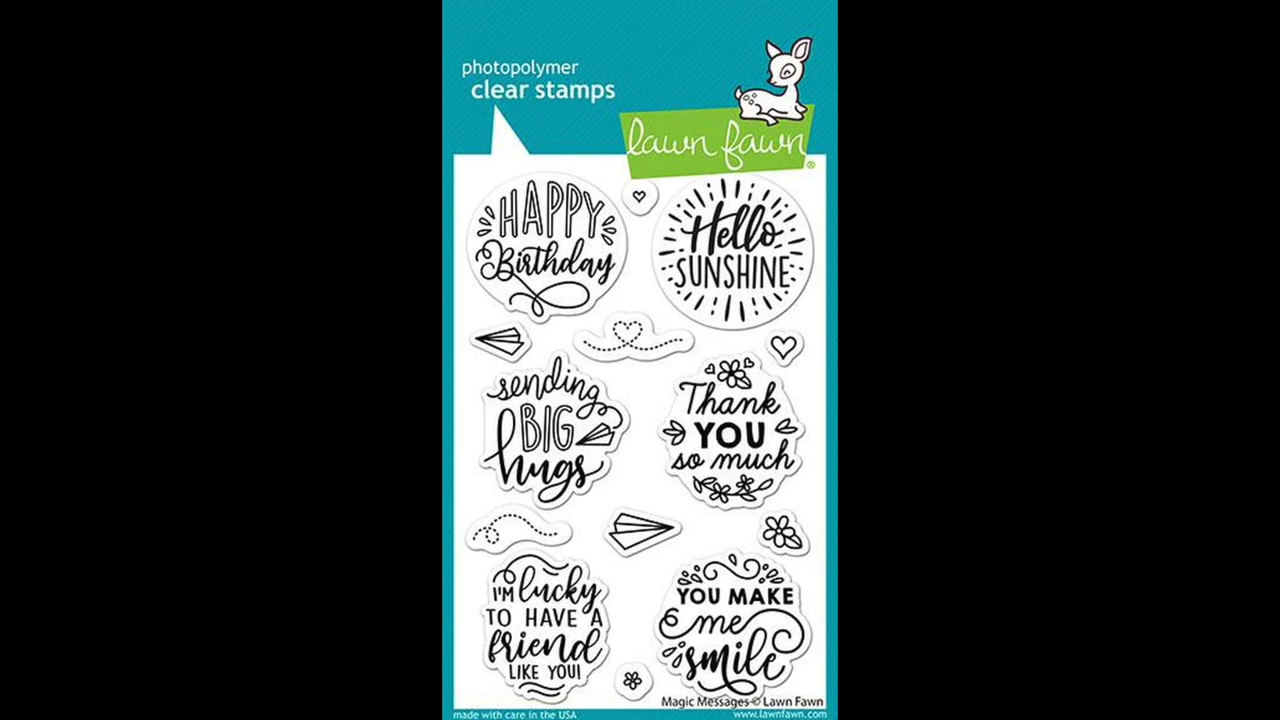 photopolymer
clear stamps
lawn fawn®
HAPPY
Birthday
Hello
SUNSHINE
sending
BIG
hugs
Thank
YOU
so much
I'M lucky
TO HAVE A
friend
LIKE YOU!
YOU MAKE
me
smile
Magic Messages © Lawn Fawn
made with care in the USA
www.lawnfawn.com